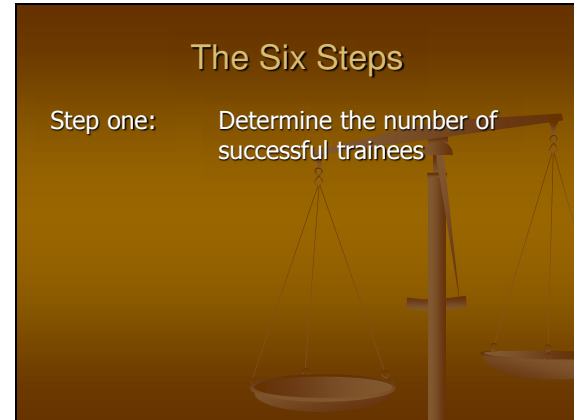 The Six Steps
Step one: Determine the number of
successful trainees